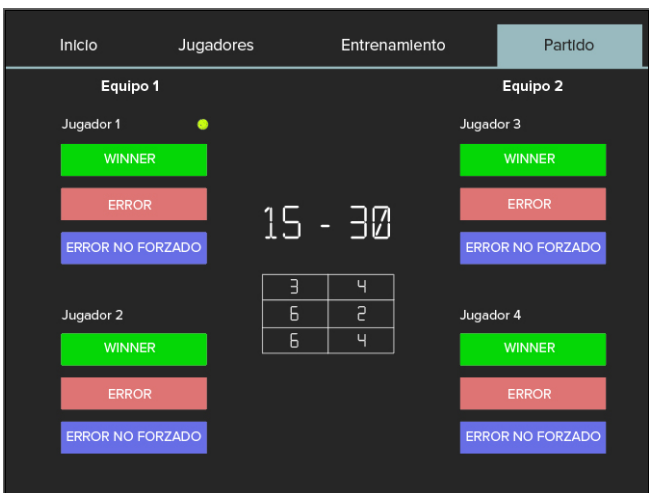 Inicio Jugadores Entrenamiento Partido
Equipo 1 Equipo 2
Jugador 1 Jugador 3
WINNER WINNER
ERROR ERROR
15 - 30
ERROR NO FORZADO ERROR NO FORZADO
3 4
Jugador 2 6 2 Jugador 4
6 4
WINNER WINNER
ERROR ERROR
ERROR NO FORZADO ERROR NO FORZADO